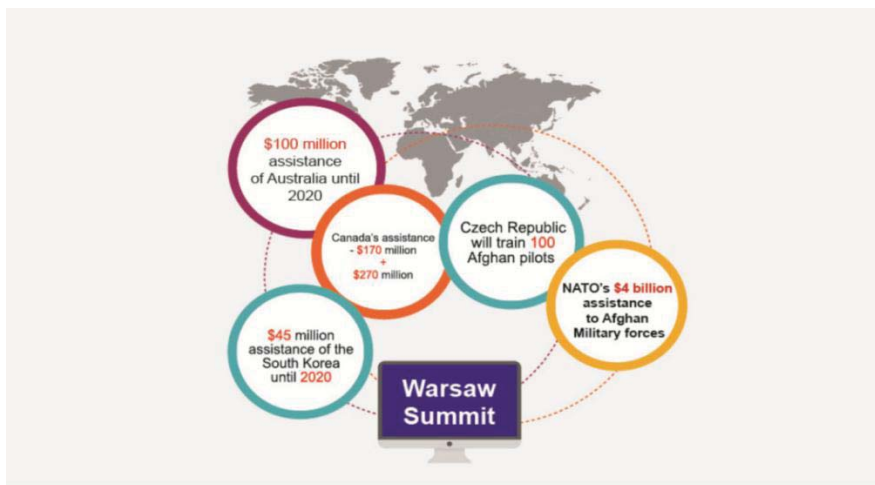 $100 million
assistance
of Australia until
2020
Canada's assistance
- $170 million
+
$270 million
Czech Republic
will train 100
Afghan pilots
NATO's $4 billion
assistance
to Afghan
Military forces
$45 million
assistance of the
South Korea
until 2020
Warsaw
Summit